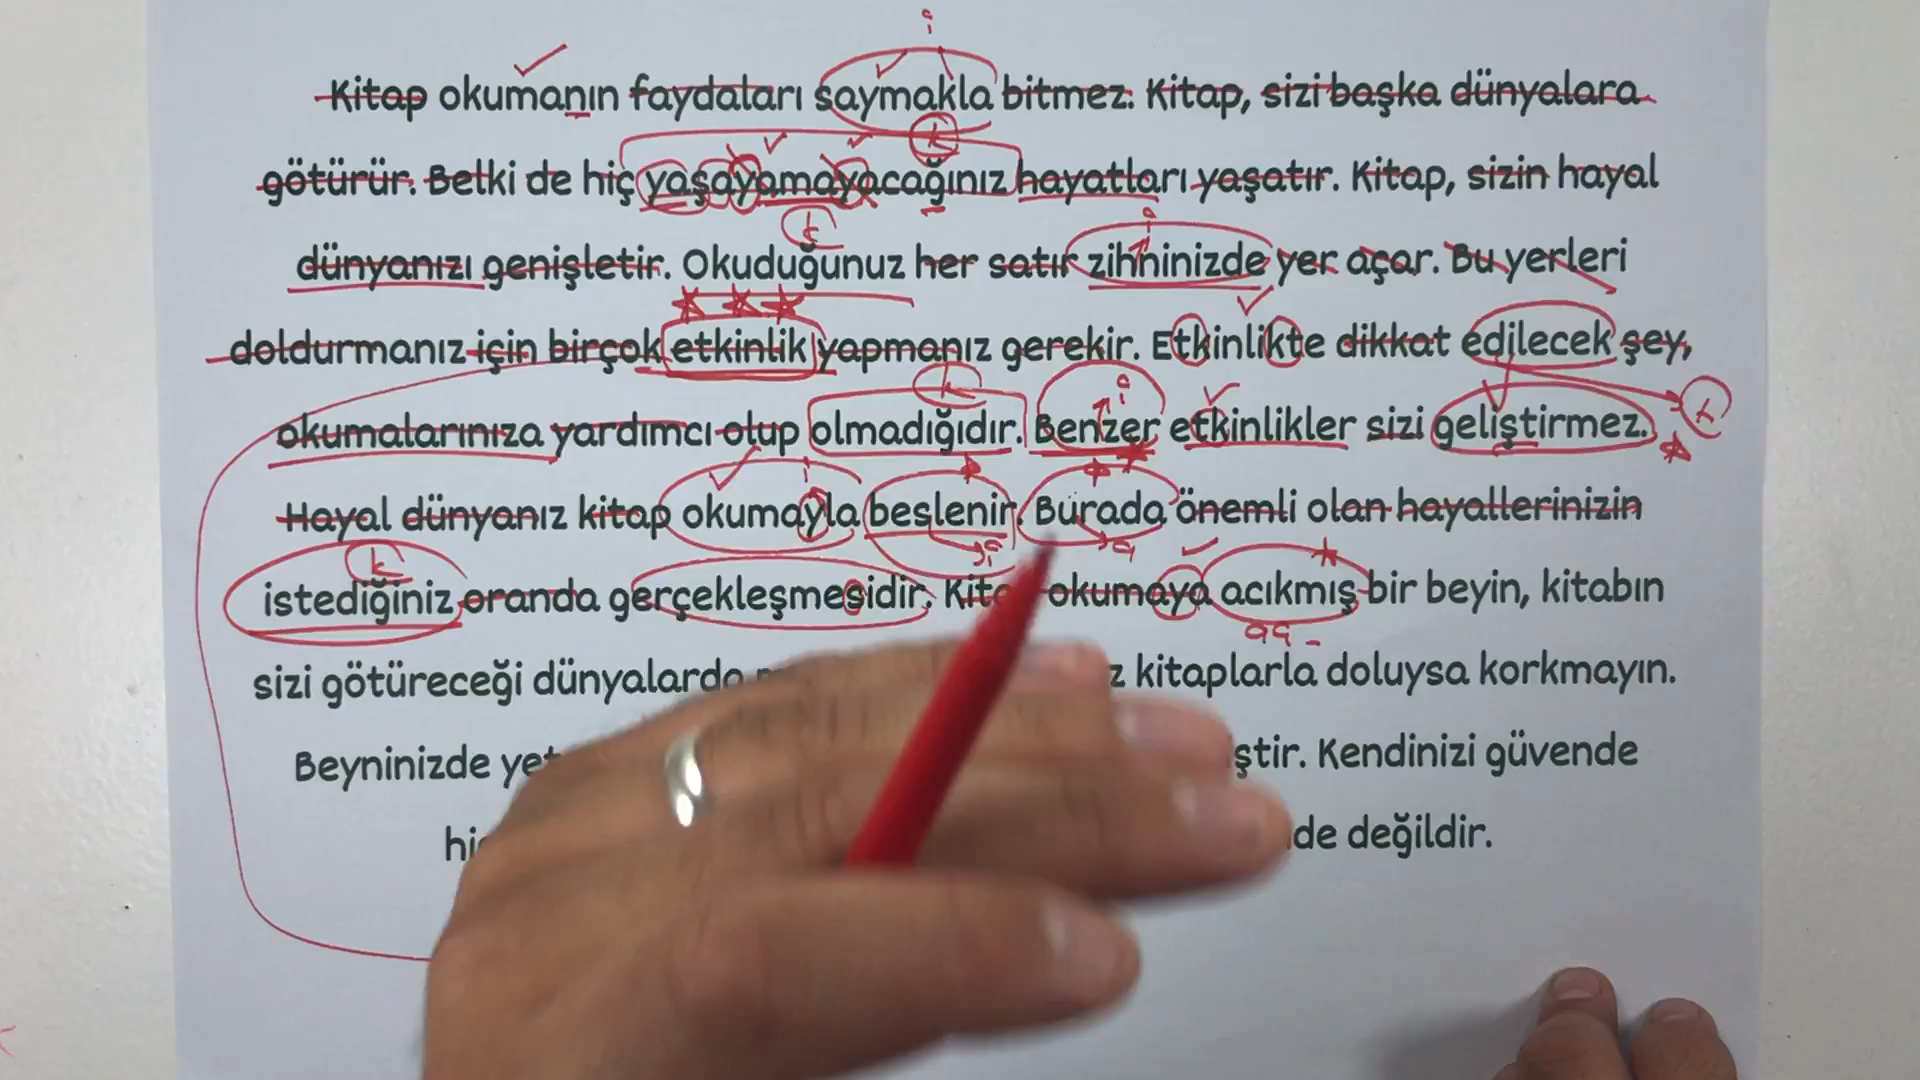 Kitap okumanın faydaları saymakla bitmez. Kitap, sizi başka dünyalara
götürür. Belki de hiç yaşayamayacağınız hayatları yaşatır. Kitap, sizin hayal
dünyanızı genişletir. Okuduğunuz her satır zihninizde yer açar. Bu yerleri
doldurmanız için birçok etkinlik yapmanız gerekir. Etkinlikte dikkat edilecek şey,
okumalarınıza yardımcı olup olmadığıdır. Benzer etkinlikler sizi geliştirmez.
Hayal dünyanız kitap okumayla beslenir. Burada önemli olan hayallerinizin
istediğiniz oranda gerçekleşmesidir. okumaya acıkmış bir beyin, kitabın
sizi götüreceği dünyalarda kitaplarla doluysa korkmayın.
Beyninizde Kendinizi güvende
değildir.